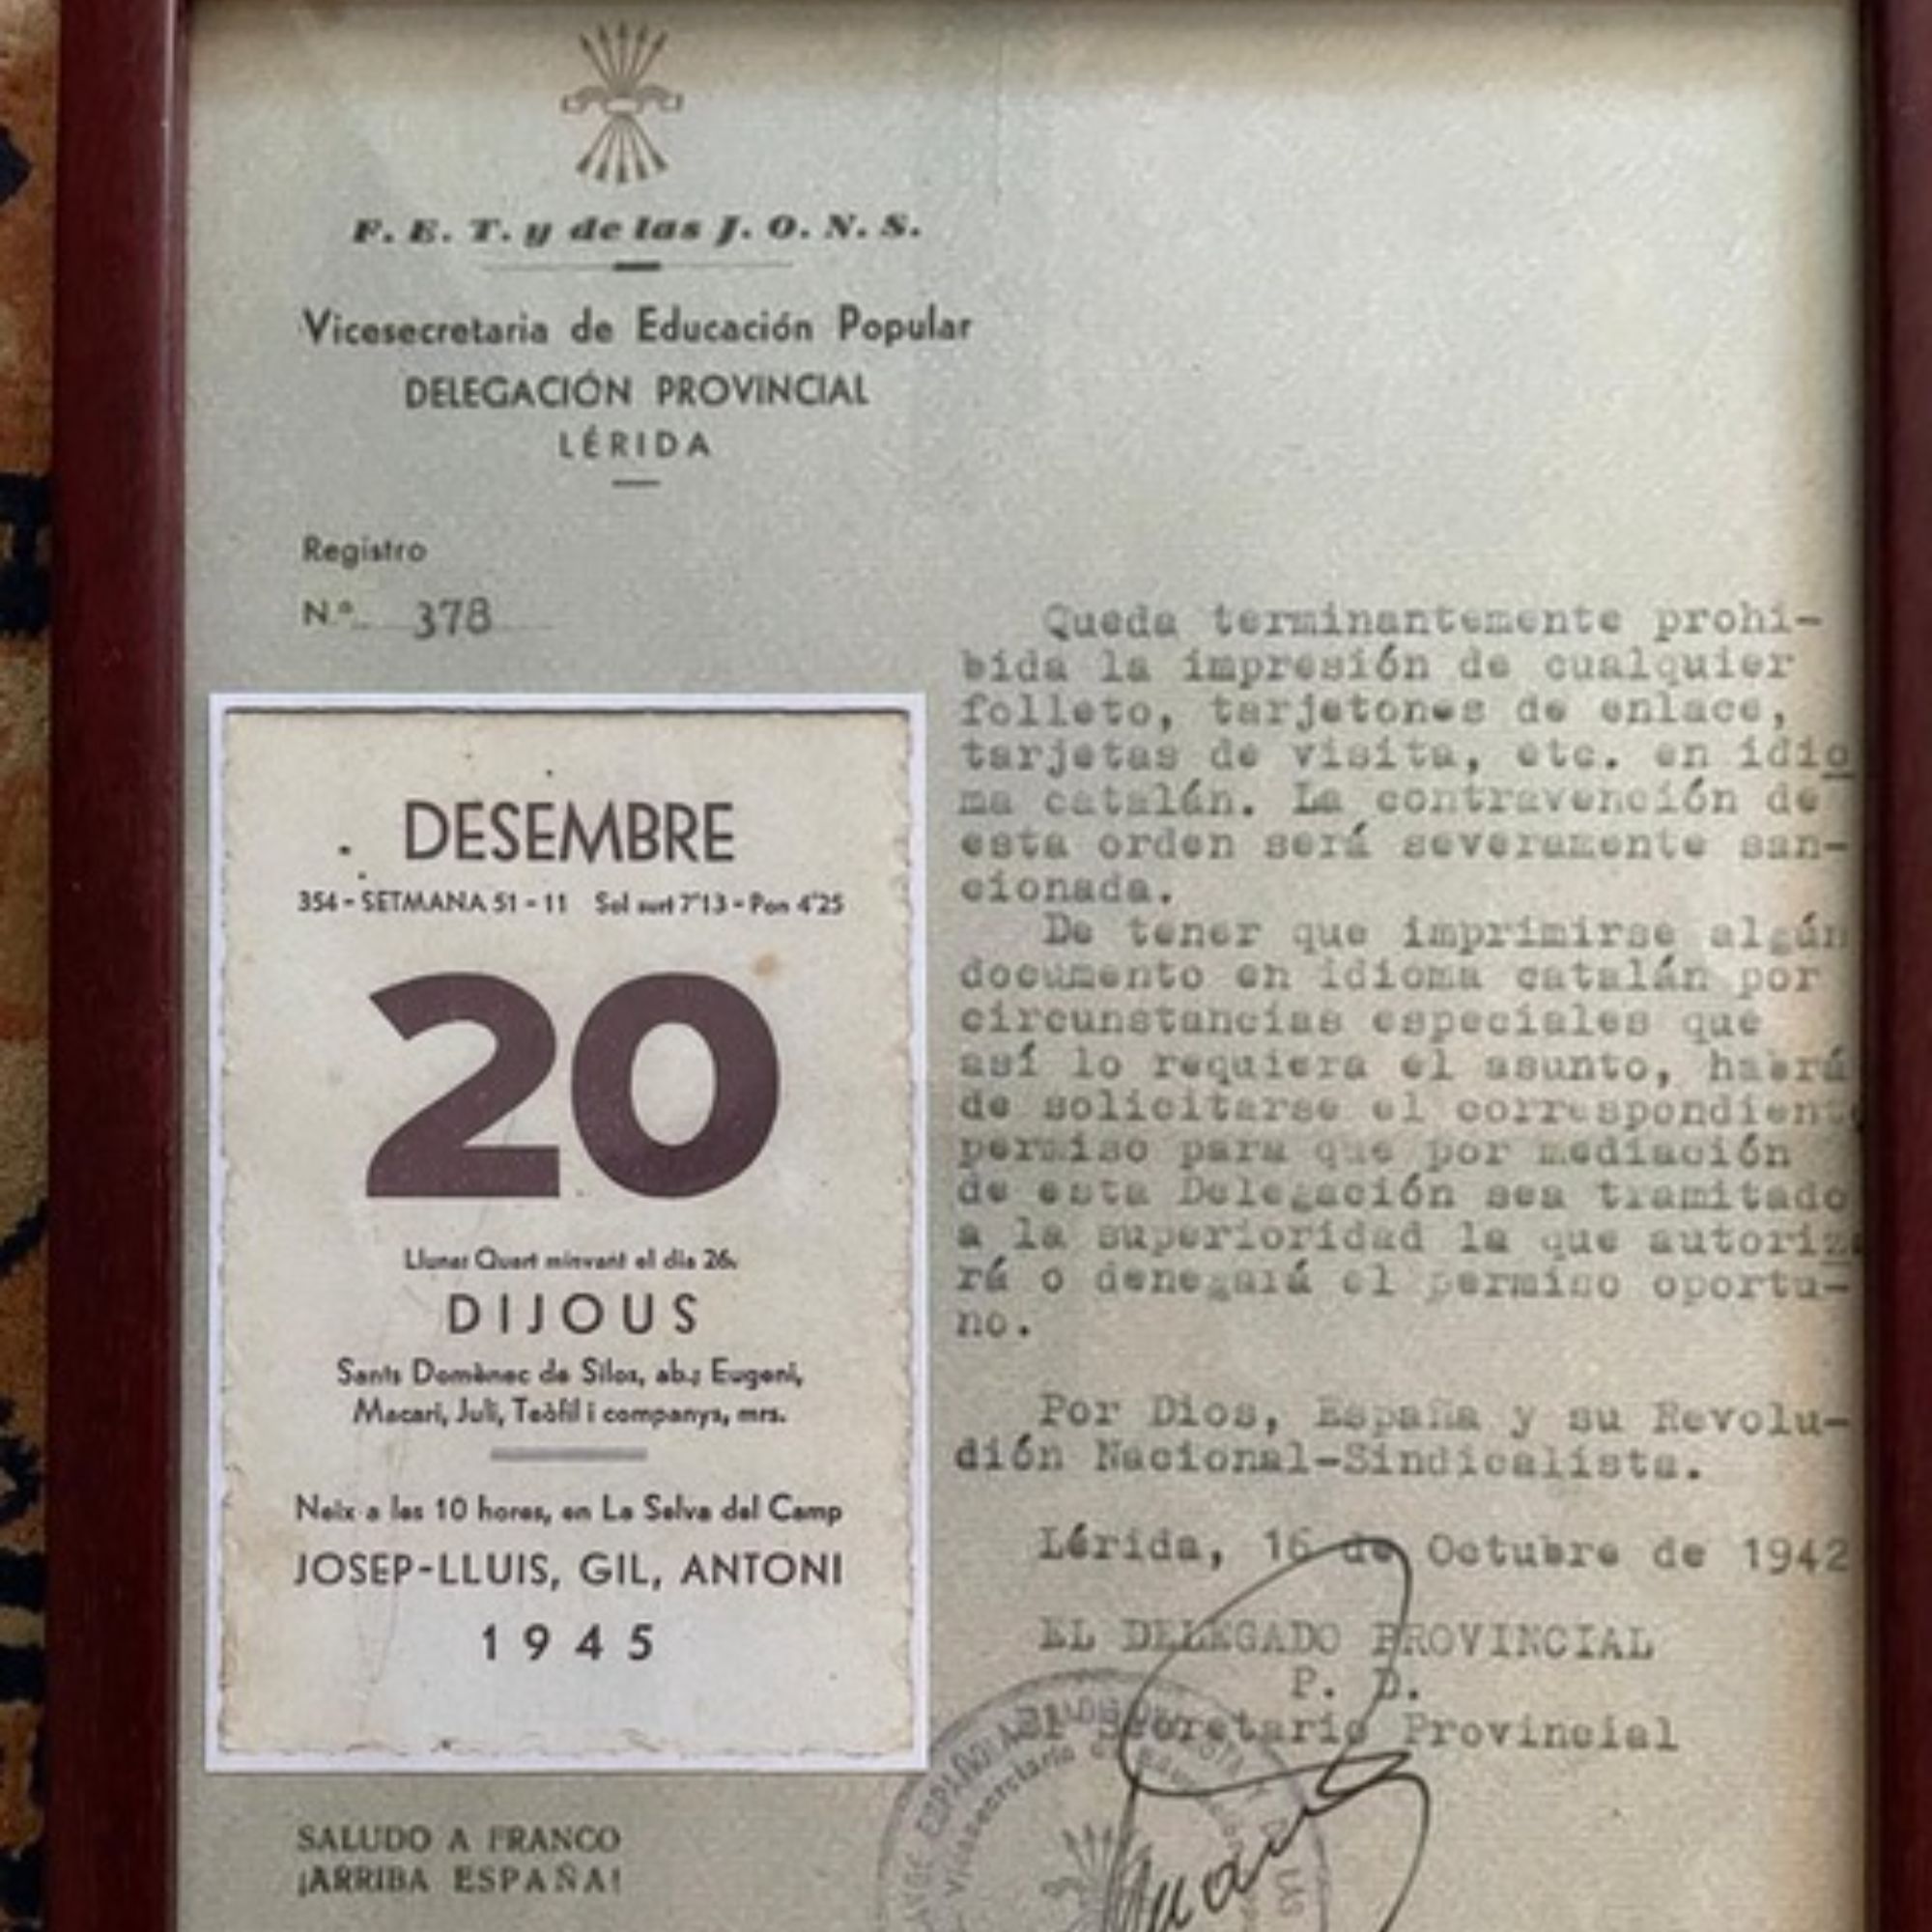 F. E. T. y de las J. O. N. S.
Vicesecretaria de Educación Popular
DELEGACIÓN PROVINCIAL
LÉRIDA
Registro
N.º 378
Queda terminantemente prohi-
bida la impresión de cualquier
folleto, tarjetones de enlace,
tarjetas de visita, etc. en idio
ma catalán. La contravención de
esta orden será severamente san-
cionada.
De tener que imprimirse algún
documento en idioma catalán por
circunstancias especiales que
así lo requiera el asunto, habrá
de solicitarse el correspondiente
permiso para que por mediación
de esta Delegación sea tramitado
a la superioridad la que autoriza
rá o denegará el permiso oportu-
no.
Por Dios, España y su Revolu-
dión Nacional-Sindicalista.
Lérida, 16 de Octubre de 1942
EL DELEGADO PROVINCIAL
P. D.
El Secretario Provincial
DESEMBRE
354 - SETMANA 51 - 11 Sol surt 7'13 - Pon 4'25
20
Lluna: Quart minvant el dia 26.
DIJOUS
Sants Domènec de Silos, ab.; Eugeni,
Macari, Juli, Teòfil i companys, mrs.
Neix a les 10 hores, en La Selva del Camp
JOSEP-LLUIS, GIL, ANTONI
1945
SALUDO A FRANCO
¡ARRIBA ESPAÑA!
ESPAÑOLA
Vicesecretaria de
LAS